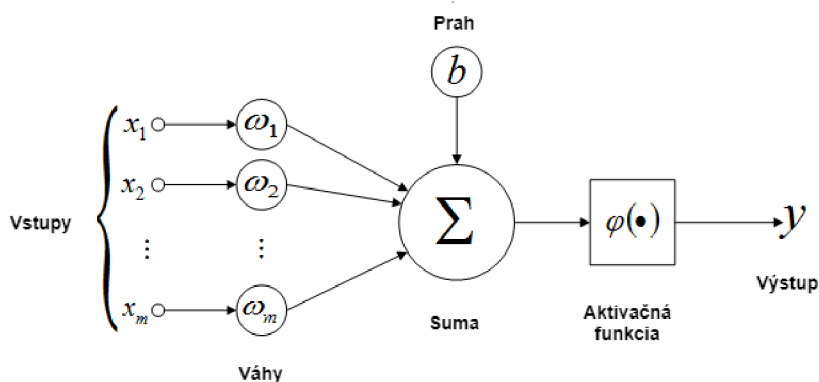 Prah
b
x₁ ω₁
x₂ ω₂
Vstupy
Σ
φ(•)
y
⋮ ⋮
Výstup
xₘ ωₘ
Suma
Aktivačná
funkcia
Váhy